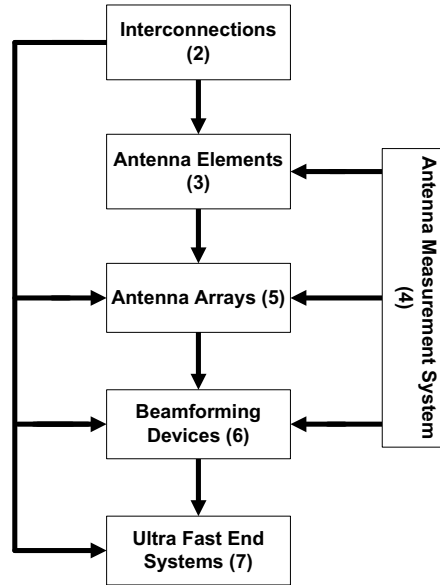 Interconnections
(2)
Antenna Elements
(3)
Antenna Measurement System
(4)
Antenna Arrays (5)
Beamforming
Devices (6)
Ultra Fast End
Systems (7)